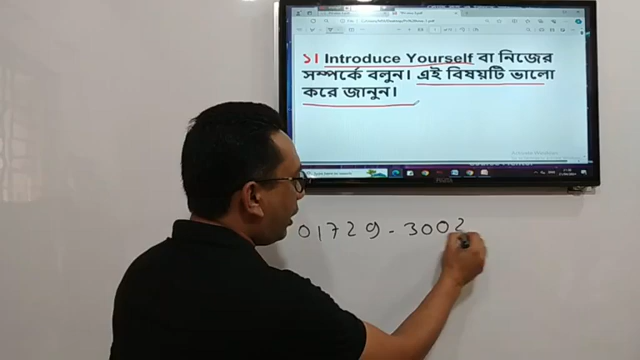 ১। Introduce Yourself বা নিজের
সম্পর্কে বলুন। এই বিষয়টি ভালো
করে জানুন।
01729-3002